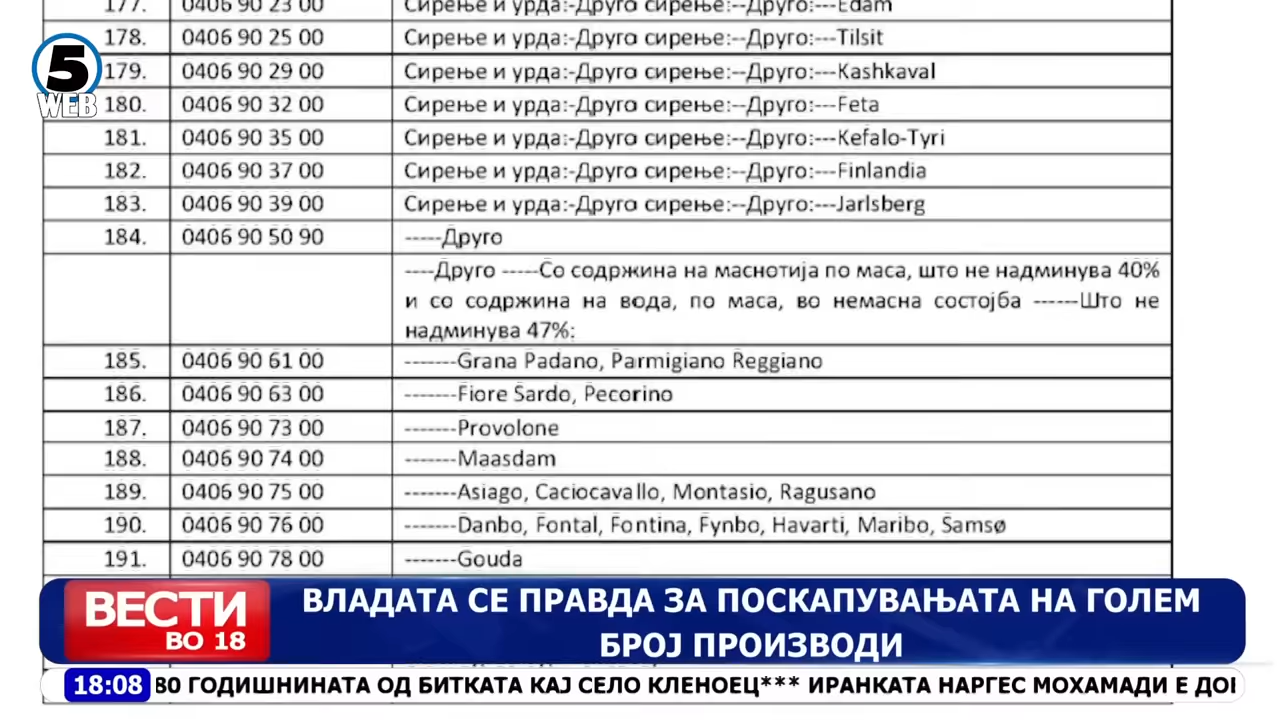 177. 0406 90 23 00 Сирење и урда:-Друго сирење:--Друго:---Edam
178. 0406 90 25 00 Сирење и урда:-Друго сирење:--Друго:---Tilsit
179. 0406 90 29 00 Сирење и урда:-Друго сирење:--Друго:---Kashkaval
180. 0406 90 32 00 Сирење и урда:-Друго сирење:--Друго:---Feta
181. 0406 90 35 00 Сирење и урда:-Друго сирење:--Друго:---Kefalo-Tyri
182. 0406 90 37 00 Сирење и урда:-Друго сирење:--Друго:---Finlandia
183. 0406 90 39 00 Сирење и урда:-Друго сирење:--Друго:---Jarlsberg
184. 0406 90 50 90 -----Друго
----Друго -----Со содржина на маснотија по маса, што не надминува 40%
и со содржина на вода, по маса, во немасна состојба ------Што не
надминува 47%:
185. 0406 90 61 00 -------Grana Padano, Parmigiano Reggiano
186. 0406 90 63 00 -------Fiore Sardo, Pecorino
187. 0406 90 73 00 -------Provolone
188. 0406 90 74 00 -------Maasdam
189. 0406 90 75 00 -------Asiago, Caciocavallo, Montasio, Ragusano
190. 0406 90 76 00 -------Danbo, Fontal, Fontina, Fynbo, Havarti, Maribo, Samsø
191. 0406 90 78 00 -------Gouda
5
WEB
ВЕСТИ
ВО 18
ВЛАДАТА СЕ ПРАВДА ЗА ПОСКАПУВАЊАТА НА ГОЛЕМ
БРОЈ ПРОИЗВОДИ
18:08 80 ГОДИШНИНАТА ОД БИТКАТА КАЈ СЕЛО КЛЕНОЕЦ*** ИРАНКАТА НАРГЕС МОХАМАДИ Е